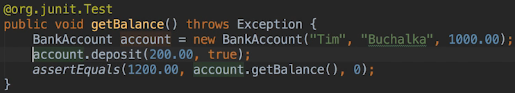 @org.junit.Test
public void getBalance() throws Exception {
    BankAccount account = new BankAccount("Tim", "Buchalka", 1000.00);
    account.deposit(200.00, true);
    assertEquals(1200.00, account.getBalance(), 0);
}